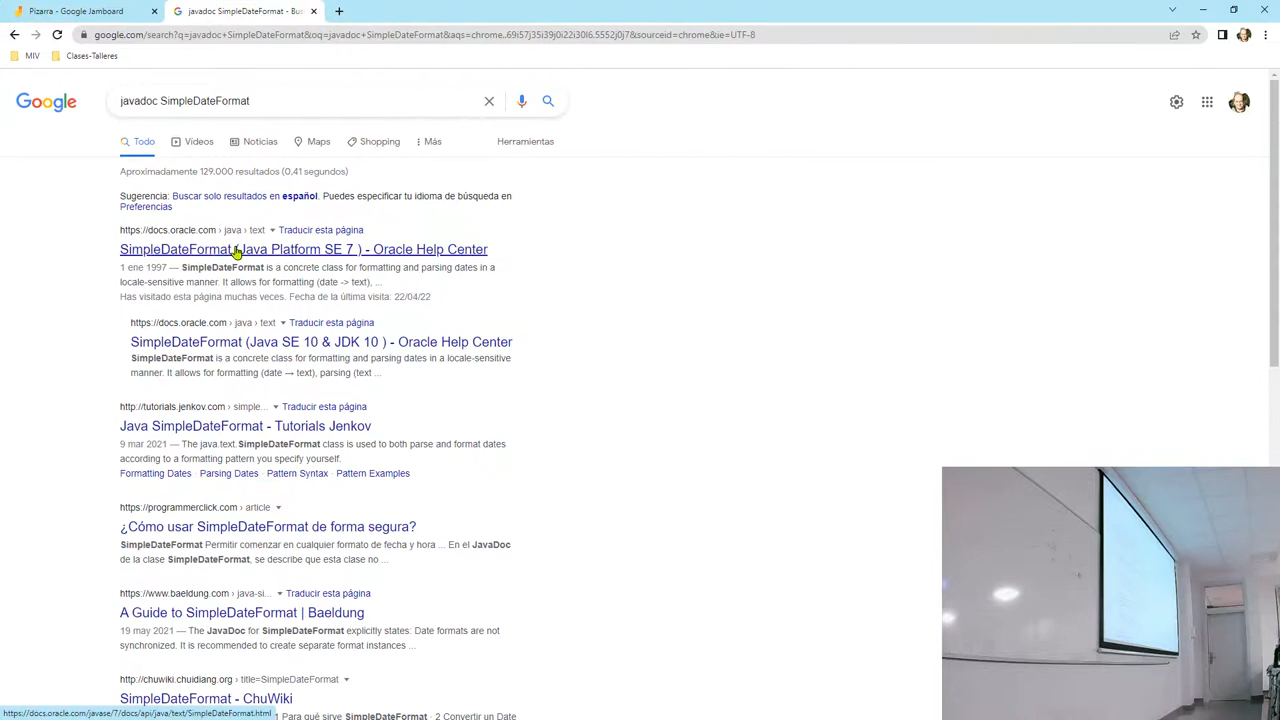 Pizarra - Google Jamboard
javadoc SimpleDateFormat - Bus
google.com/search?q=javadoc+SimpleDateFormat&oq=javadoc+SimpleDateFormat&aqs=chrome..69i57j35i39j0i22i30l6.5552j0j7&sourceid=chrome&ie=UTF-8
MIV
Clases-Talleres
Google
javadoc SimpleDateFormat
Todo Vídeos Noticias Maps Shopping Más Herramientas
Aproximadamente 129.000 resultados (0,41 segundos)
Sugerencia: Buscar solo resultados en español. Puedes especificar tu idioma de búsqueda en
Preferencias
https://docs.oracle.com › java › text Traducir esta página
SimpleDateFormat (Java Platform SE 7 ) - Oracle Help Center
1 ene 1997 — SimpleDateFormat is a concrete class for formatting and parsing dates in a
locale-sensitive manner. It allows for formatting (date -> text), ...
Has visitado esta página muchas veces. Fecha de la última visita: 22/04/22
https://docs.oracle.com › java › text Traducir esta página
SimpleDateFormat (Java SE 10 & JDK 10 ) - Oracle Help Center
SimpleDateFormat is a concrete class for formatting and parsing dates in a locale-sensitive
manner. It allows for formatting (date → text), parsing (text ...
http://tutorials.jenkov.com › simple... Traducir esta página
Java SimpleDateFormat - Tutorials Jenkov
9 mar 2021 — The java.text.SimpleDateFormat class is used to both parse and format dates
according to a formatting pattern you specify yourself.
Formatting Dates · Parsing Dates · Pattern Syntax · Pattern Examples
https://programmerclick.com › article
¿Cómo usar SimpleDateFormat de forma segura?
SimpleDateFormat Permitir comenzar en cualquier formato de fecha y hora ... En el JavaDoc
de la clase SimpleDateFormat, se describe que esta clase no ...
https://www.baeldung.com › java-si... Traducir esta página
A Guide to SimpleDateFormat | Baeldung
19 may 2021 — The JavaDoc for SimpleDateFormat explicitly states: Date formats are not
synchronized. It is recommended to create separate format instances ...
http://chuwiki.chuidiang.org › title=SimpleDateFormat
SimpleDateFormat - ChuWiki
1 Para qué sirve SimpleDateFormat · 2 Convertir un Date
https://docs.oracle.com/javase/7/docs/api/java/text/SimpleDateFormat.html